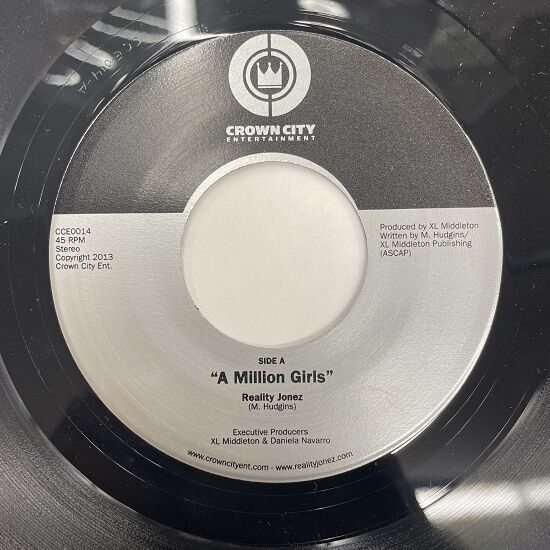 CROWN CITY
ENTERTAINMENT
CCE0014
45 RPM
Stereo
Copyright 2013
Crown City Ent.
Produced by XL Middleton
Written by M. Hudgins/
XL Middleton Publishing
(ASCAP)
SIDE A
"A Million Girls"
Reality Jonez
(M. Hudgins)
Executive Producers
XL Middleton & Daniela Navarro
www.crowncityent.com - www.realityjonez.com